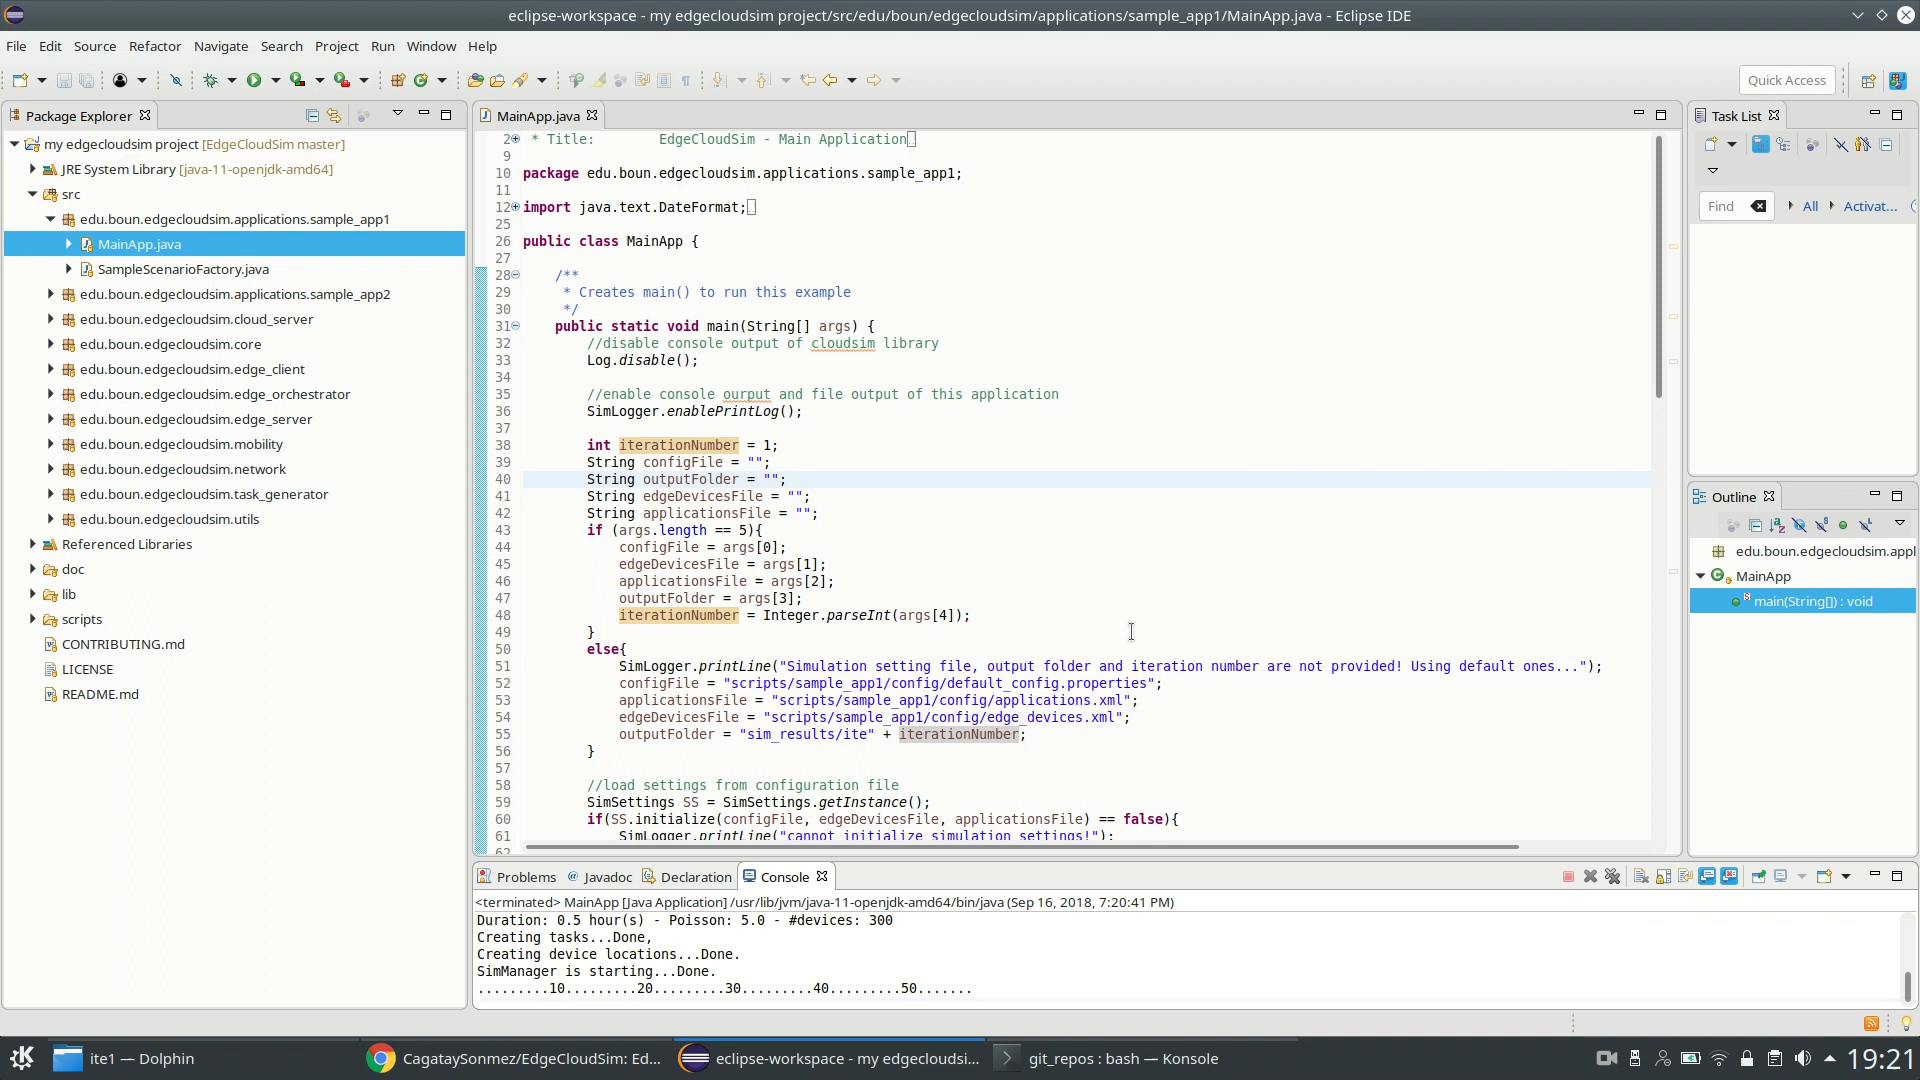 eclipse-workspace - my edgecloudsim project/src/edu/boun/edgecloudsim/applications/sample_app1/MainApp.java - Eclipse IDE
File Edit Source Refactor Navigate Search Project Run Window Help
Quick Access
Package Explorer
my edgecloudsim project [EdgeCloudSim master]
JRE System Library [java-11-openjdk-amd64]
src
edu.boun.edgecloudsim.applications.sample_app1
MainApp.java
SampleScenarioFactory.java
edu.boun.edgecloudsim.applications.sample_app2
edu.boun.edgecloudsim.cloud_server
edu.boun.edgecloudsim.core
edu.boun.edgecloudsim.edge_client
edu.boun.edgecloudsim.edge_orchestrator
edu.boun.edgecloudsim.edge_server
edu.boun.edgecloudsim.mobility
edu.boun.edgecloudsim.network
edu.boun.edgecloudsim.task_generator
edu.boun.edgecloudsim.utils
Referenced Libraries
doc
lib
scripts
CONTRIBUTING.md
LICENSE
README.md
MainApp.java
2 * Title: EdgeCloudSim - Main Application
9
10 package edu.boun.edgecloudsim.applications.sample_app1;
11
12 import java.text.DateFormat;
25
26 public class MainApp {
27
28 /**
29 * Creates main() to run this example
30 */
31 public static void main(String[] args) {
32 //disable console output of cloudsim library
33 Log.disable();
34
35 //enable console ourput and file output of this application
36 SimLogger.enablePrintLog();
37
38 int iterationNumber = 1;
39 String configFile = "";
40 String outputFolder = "";
41 String edgeDevicesFile = "";
42 String applicationsFile = "";
43 if (args.length == 5){
44 configFile = args[0];
45 edgeDevicesFile = args[1];
46 applicationsFile = args[2];
47 outputFolder = args[3];
48 iterationNumber = Integer.parseInt(args[4]);
49 }
50 else{
51 SimLogger.printLine("Simulation setting file, output folder and iteration number are not provided! Using default ones...");
52 configFile = "scripts/sample_app1/config/default_config.properties";
53 applicationsFile = "scripts/sample_app1/config/applications.xml";
54 edgeDevicesFile = "scripts/sample_app1/config/edge_devices.xml";
55 outputFolder = "sim_results/ite" + iterationNumber;
56 }
57
58 //load settings from configuration file
59 SimSettings SS = SimSettings.getInstance();
60 if(SS.initialize(configFile, edgeDevicesFile, applicationsFile) == false){
61 SimLogger.printLine("cannot initialize simulation settings!");
62
Task List
Find All Activat...
Outline
edu.boun.edgecloudsim.appl
MainApp
main(String[]) : void
Problems @ Javadoc Declaration Console
<terminated> MainApp [Java Application] /usr/lib/jvm/java-11-openjdk-amd64/bin/java (Sep 16, 2018, 7:20:41 PM)
Duration: 0.5 hour(s) - Poisson: 5.0 - #devices: 300
Creating tasks...Done,
Creating device locations...Done.
SimManager is starting...Done.
.........10.........20.........30.........40.........50.......
ite1 — Dolphin
CagataySonmez/EdgeCloudSim: Ed...
eclipse-workspace - my edgecloudsi...
git_repos : bash — Konsole
19:21